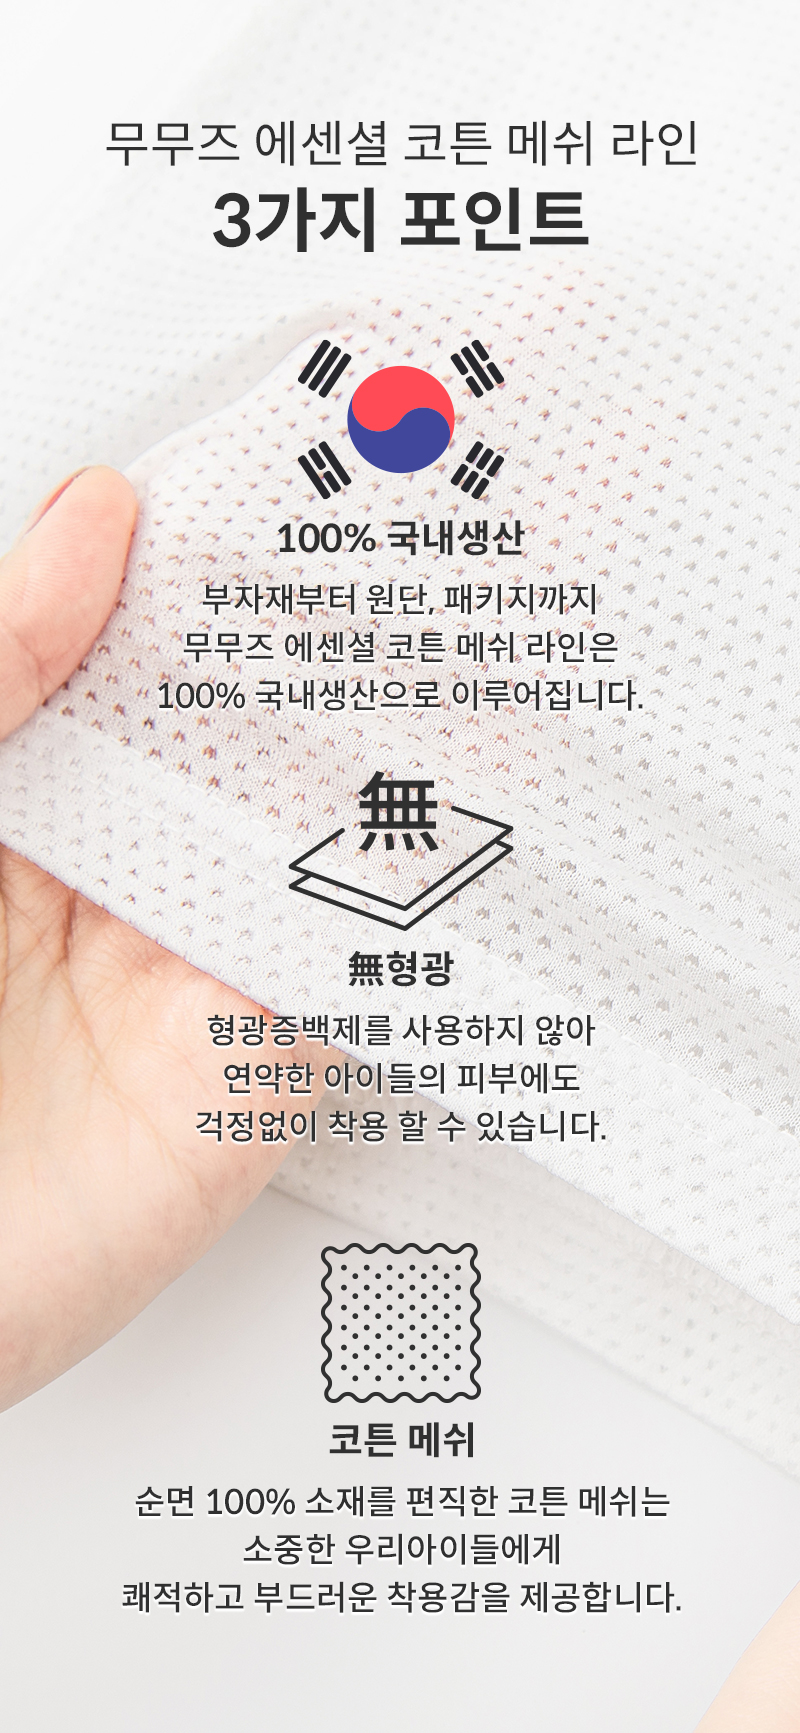 무무즈 에센셜 코튼 메쉬 라인
3가지 포인트
100% 국내생산
부자재부터 원단, 패키지까지
무무즈 에센셜 코튼 메쉬 라인은
100% 국내생산으로 이루어집니다.
無
無형광
형광증백제를 사용하지 않아
연약한 아이들의 피부에도
걱정없이 착용 할 수 있습니다.
코튼 메쉬
순면 100% 소재를 편직한 코튼 메쉬는
소중한 우리아이들에게
쾌적하고 부드러운 착용감을 제공합니다.